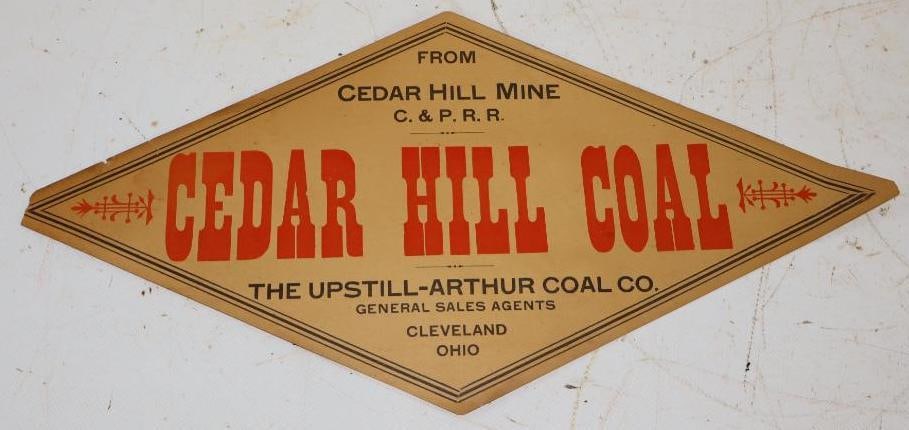 FROM
CEDAR HILL MINE
C. & P. R. R.
CEDAR HILL COAL
THE UPSTILL-ARTHUR COAL CO.
GENERAL SALES AGENTS
CLEVELAND
OHIO